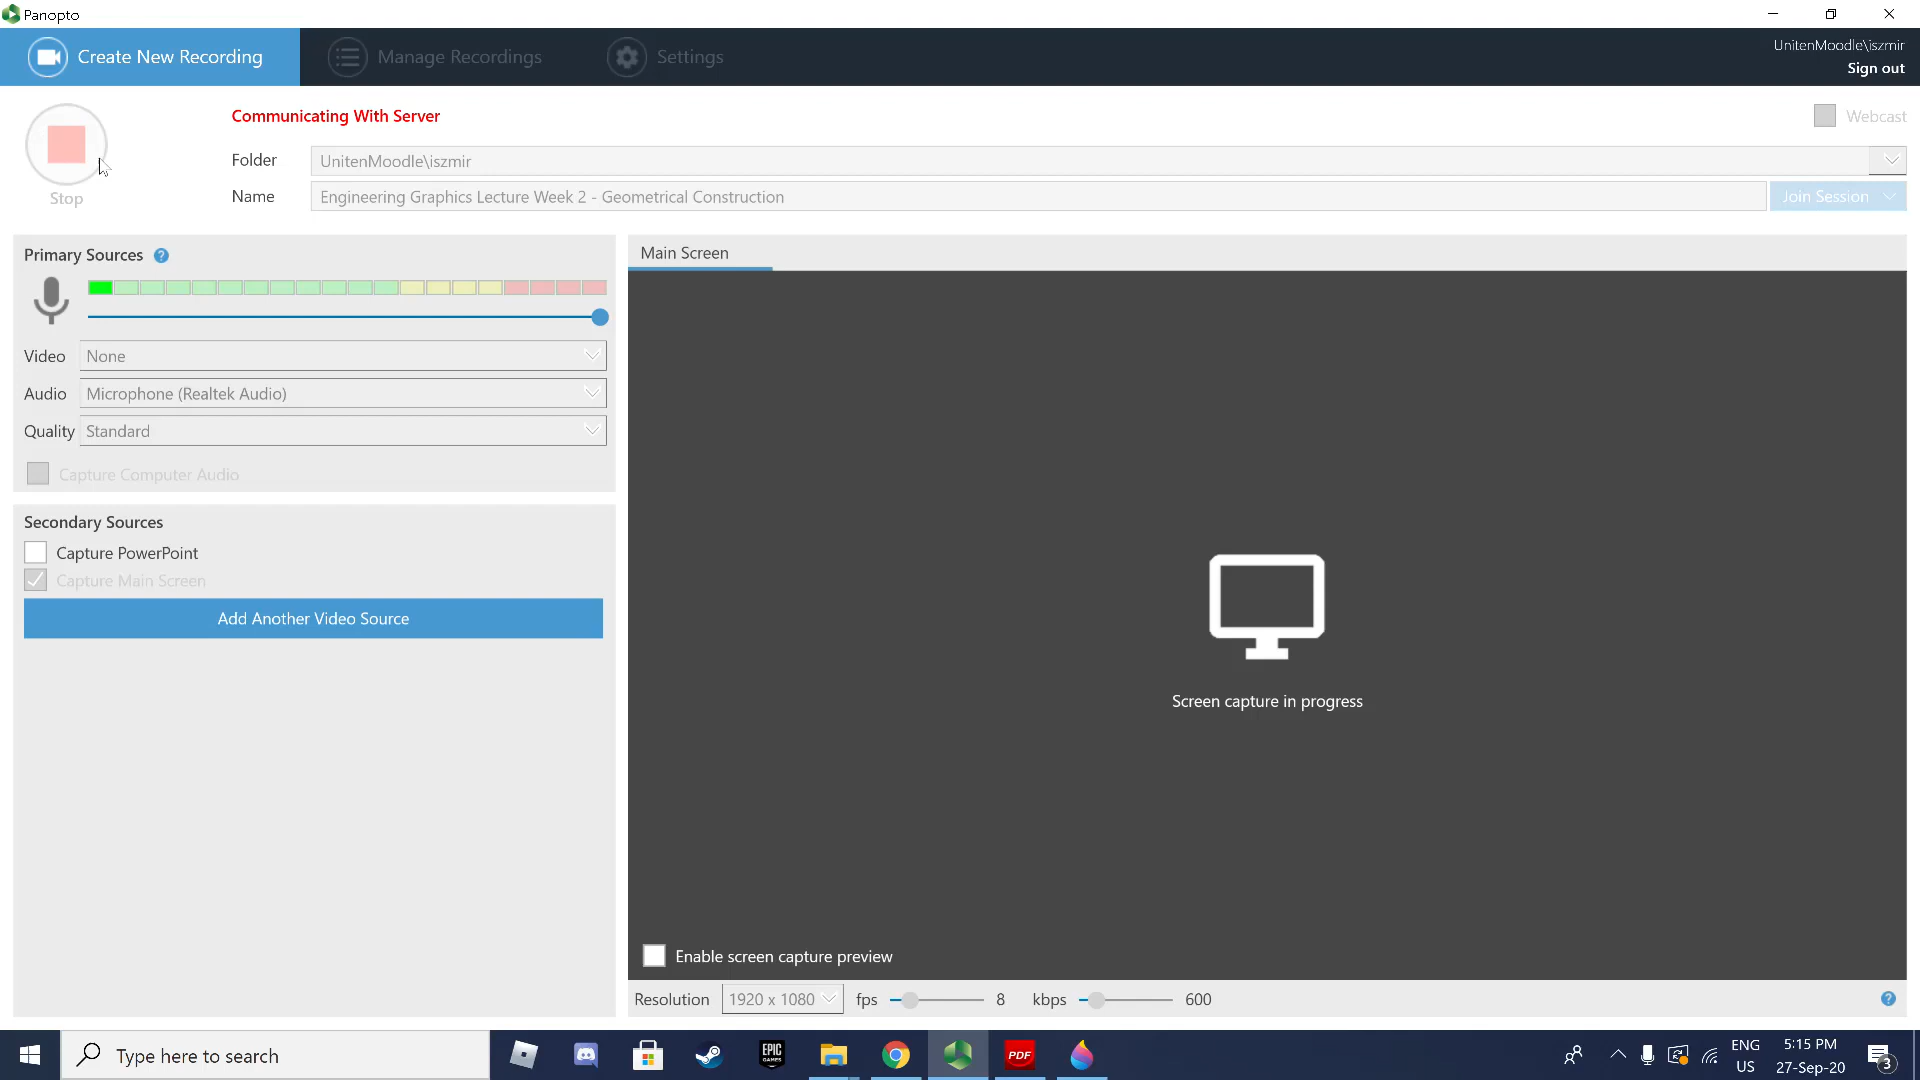 Panopto
Create New Recording
Manage Recordings
Settings
UnitenMoodle\iszmir
Sign out
Communicating With Server
Webcast
Folder
UnitenMoodle\iszmir
Stop
Name
Engineering Graphics Lecture Week 2 - Geometrical Construction
Join Session
Primary Sources ?
Video
None
Audio
Microphone (Realtek Audio)
Quality
Standard
Capture Computer Audio
Secondary Sources
Capture PowerPoint
Capture Main Screen
Add Another Video Source
Main Screen
Screen capture in progress
Enable screen capture preview
Resolution
1920 x 1080
fps
8
kbps
600
?
Type here to search
EPIC
GAMES
PDF
ENG
US
5:15 PM
27-Sep-20
3